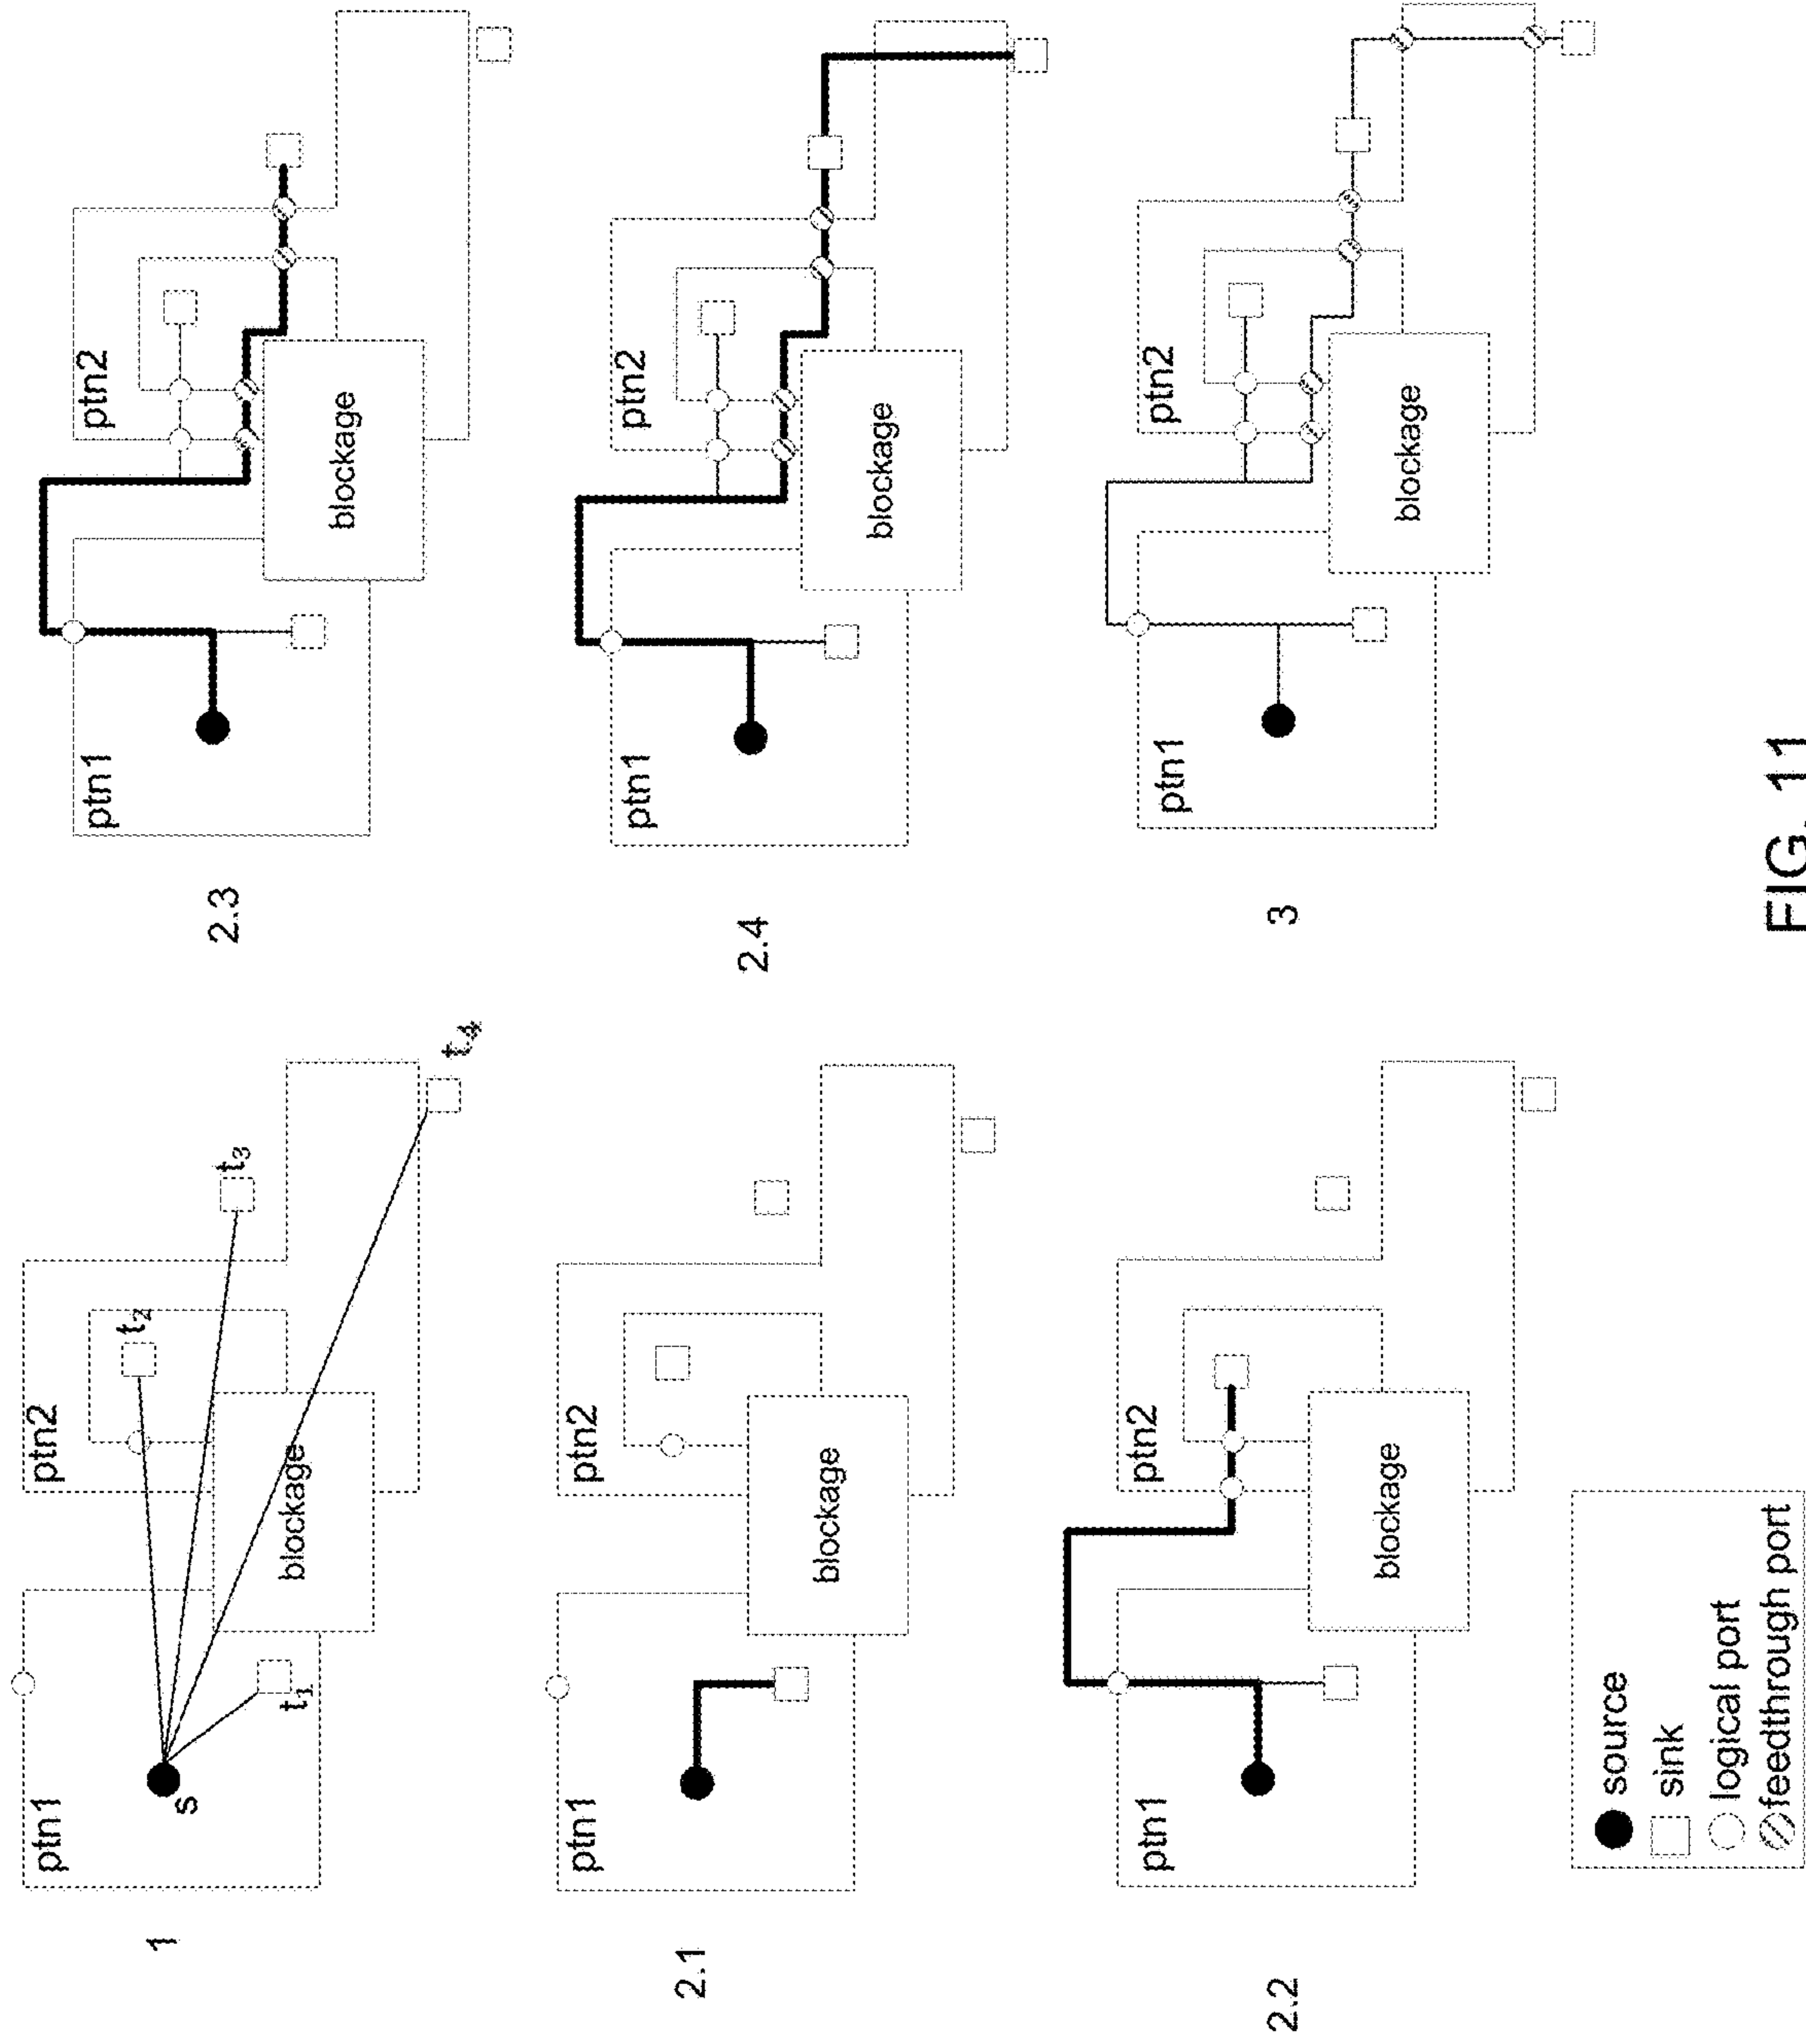 1
ptn1
s
t1
ptn2
t2
t3
t4
blockage
2.1
ptn1
ptn2
blockage
2.2
ptn1
ptn2
blockage
source
sink
logical port
feedthrough port
2.3
ptn1
ptn2
blockage
2.4
ptn1
ptn2
blockage
3
ptn1
ptn2
blockage
FIG. 11